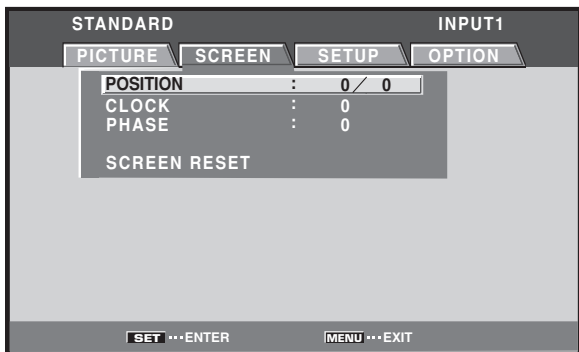 STANDARD INPUT1
PICTURE SCREEN SETUP OPTION
POSITION : 0/ 0
CLOCK : 0
PHASE : 0
SCREEN RESET
SET ···ENTER MENU ···EXIT